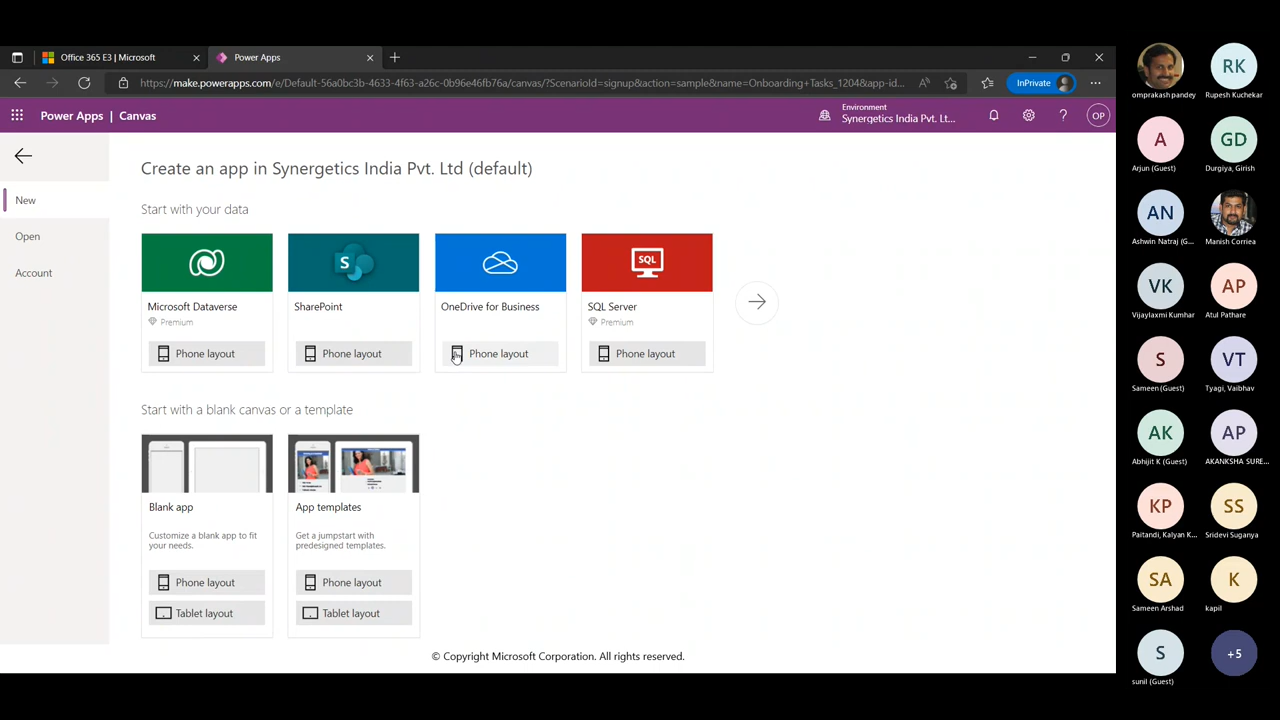 Office 365 E3 | Microsoft
Power Apps
https://make.powerapps.com/e/Default-56a0bc3b-4633-4f63-a26c-0b96e46fb76a/canvas/?ScenarioId=signup&action=sample&name=Onboarding+Tasks_1204&app-id...
InPrivate
Power Apps | Canvas
Environment
Synergetics India Pvt. Lt...
OP
New
Open
Account
Create an app in Synergetics India Pvt. Ltd (default)
Start with your data
S
SQL
Microsoft Dataverse
Premium
Phone layout
SharePoint
Phone layout
OneDrive for Business
Phone layout
SQL Server
Premium
Phone layout
Start with a blank canvas or a template
Blank app
Customize a blank app to fit
your needs.
Phone layout
Tablet layout
App templates
Get a jumpstart with
predesigned templates.
Phone layout
Tablet layout
© Copyright Microsoft Corporation. All rights reserved.
omprakash pandey
RK
Rupesh Kuchekar
A
Arjun (Guest)
GD
Durgiya, Girish
AN
Ashwin Natraj (G...
Manish Corriea
VK
Vijaylaxmi Kumhar
AP
Atul Pathare
S
Sameen (Guest)
VT
Tyagi, Vaibhav
AK
Abhijit K (Guest)
AP
AKANKSHA SURE...
KP
Paitandi, Kalyan K...
SS
Sridevi Suganya
SA
Sameen Arshad
K
kapil
S
sunil (Guest)
+5